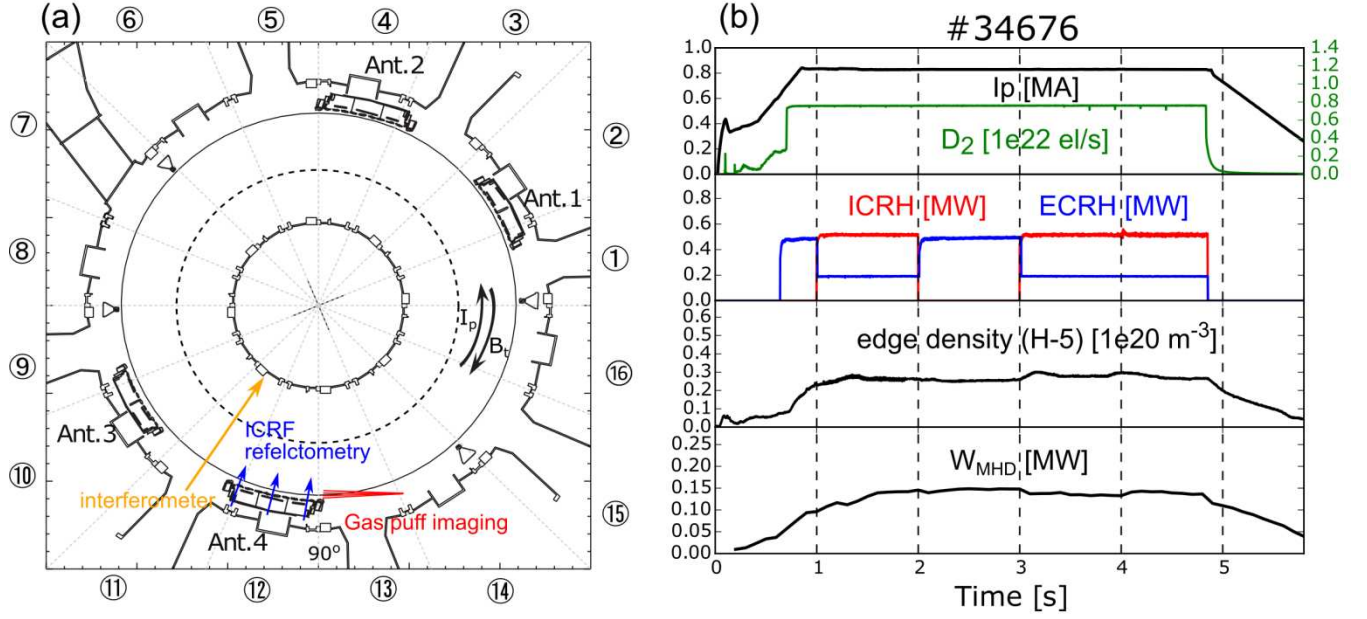 (a)
⑥ ⑤ ④ ③
Ant.2
⑦ ②
Ant.1
⑧ ①
Ip
Bt
⑨ ⑯
Ant.3
ICRF
refelctometry
⑩
interferometer
⑮
Gas puff imaging
Ant.4
90°
⑪ ⑫ ⑬ ⑭
(b)
#34676
1.0 1.4
0.8 1.2
1.0
0.6 0.8
0.4 0.6
0.4
0.2 0.2
0.0 0.0
Ip [MA]
D2 [1e22 el/s]
0.8
0.6
0.4
0.2
0.0
ICRH [MW] ECRH [MW]
0.6
0.5
0.4
0.3
0.2
0.1
0.0
edge density (H-5) [1e20 m-3]
0.25
0.20
0.15
0.10
0.05
0.00
WMHD [MW]
1 2 3 4 5
Time [s]